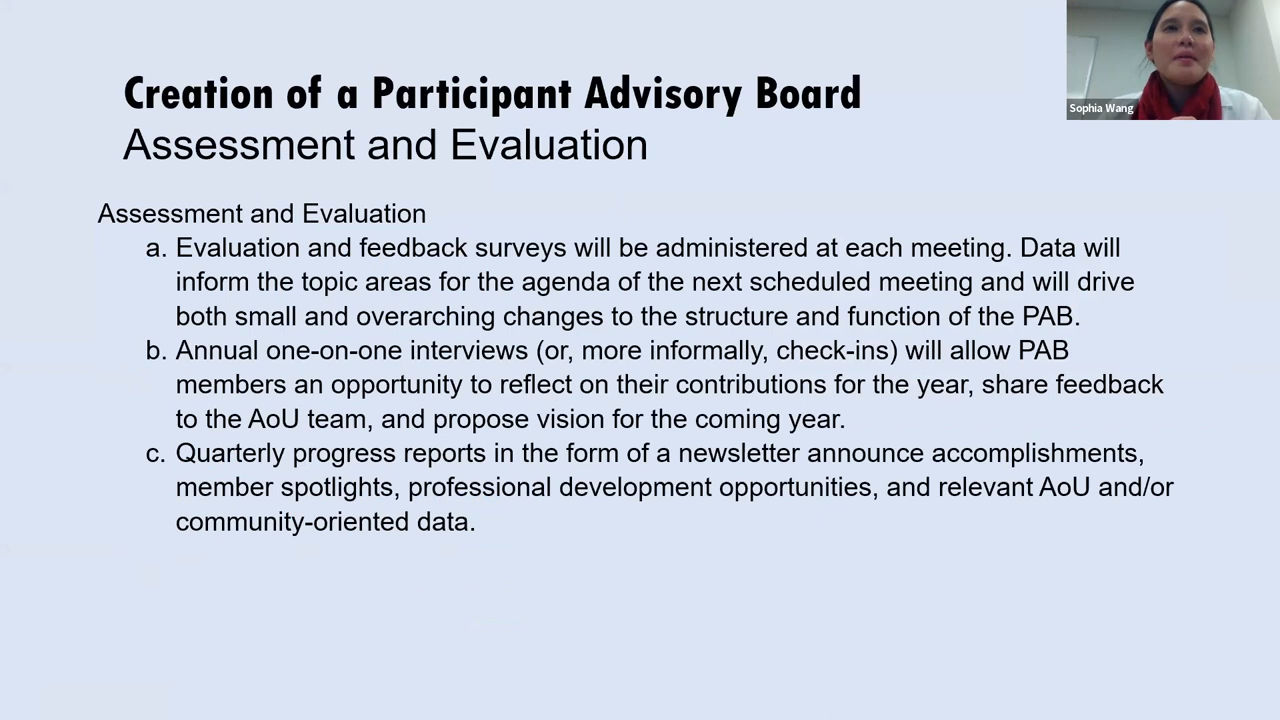 Creation of a Participant Advisory Board
Assessment and Evaluation
Sophia Wang
Assessment and Evaluation
a. Evaluation and feedback surveys will be administered at each meeting. Data will
inform the topic areas for the agenda of the next scheduled meeting and will drive
both small and overarching changes to the structure and function of the PAB.
b. Annual one-on-one interviews (or, more informally, check-ins) will allow PAB
members an opportunity to reflect on their contributions for the year, share feedback
to the AoU team, and propose vision for the coming year.
c. Quarterly progress reports in the form of a newsletter announce accomplishments,
member spotlights, professional development opportunities, and relevant AoU and/or
community-oriented data.